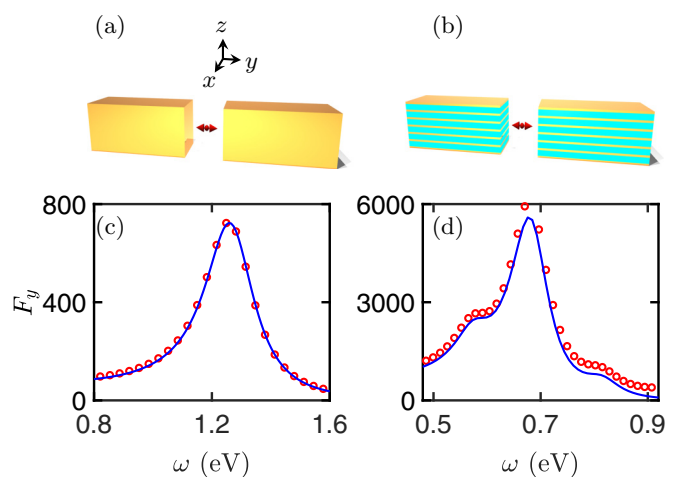 (a)
(b)
z
y
x
(c)
(d)
F_y
800
400
0
0.8
1.2
1.6
ω (eV)
6000
3000
0
0.5
0.7
0.9
ω (eV)